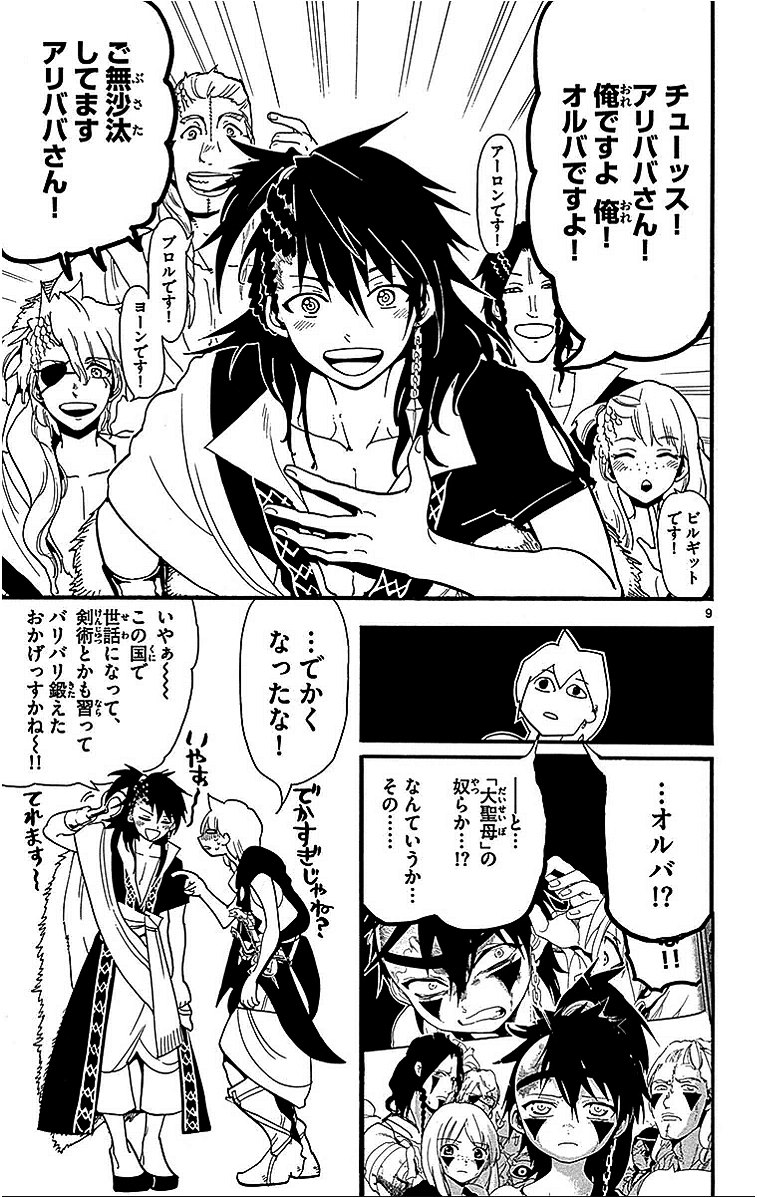 チューッス！
アリババさん！
俺ですよ 俺！
オルバですよ！
アーロンです！
ご無沙汰
してます
アリババさん！
ブロルです！
ヨーンです！
ビルギット
です！
9
…オルバ!?
――と…
「大聖母」の
奴らか…!?
なんていうか…
その……
…でかく
なったな！
でかすぎじゃね？
いやぁ〜〜
この国で
世話になって、
剣術とかも習って
バリバリ鍛えた
おかげっすかね〜!!
いやぁ〜
てれます〜